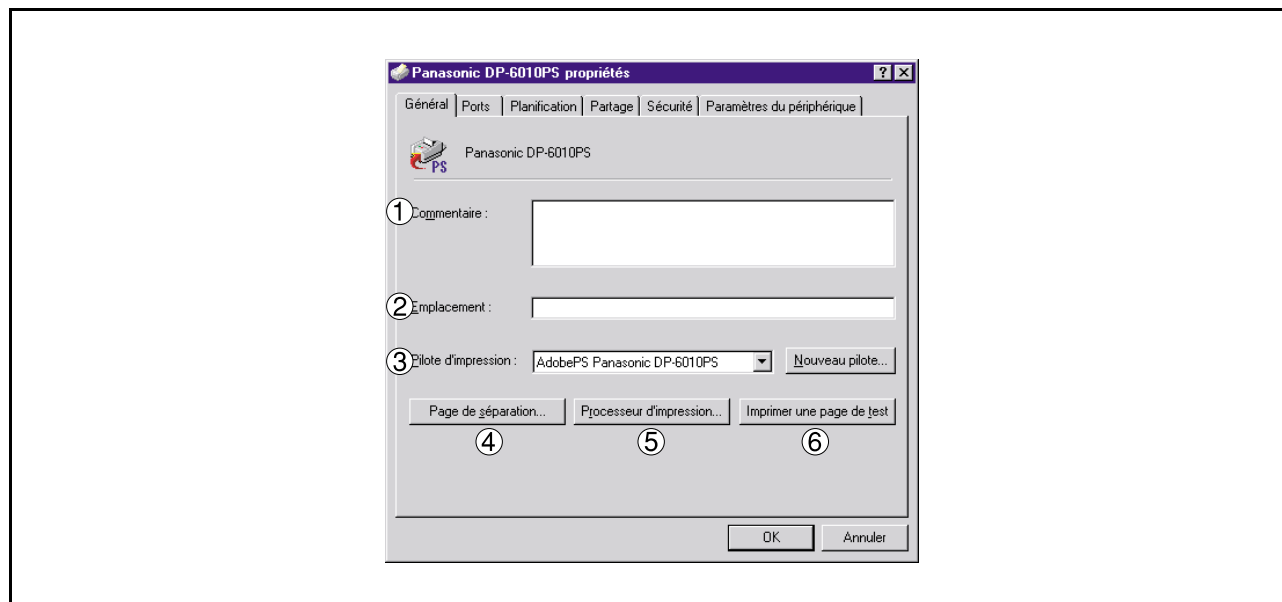 Panasonic DP-6010PS propriétés
Général Ports Planification Partage Sécurité Paramètres du périphérique
PS
Panasonic DP-6010PS
① Commentaire :
② Emplacement :
③ Pilote d'impression : AdobePS Panasonic DP-6010PS Nouveau pilote...
Page de séparation... Processeur d'impression... Imprimer une page de test
④ ⑤ ⑥
OK Annuler